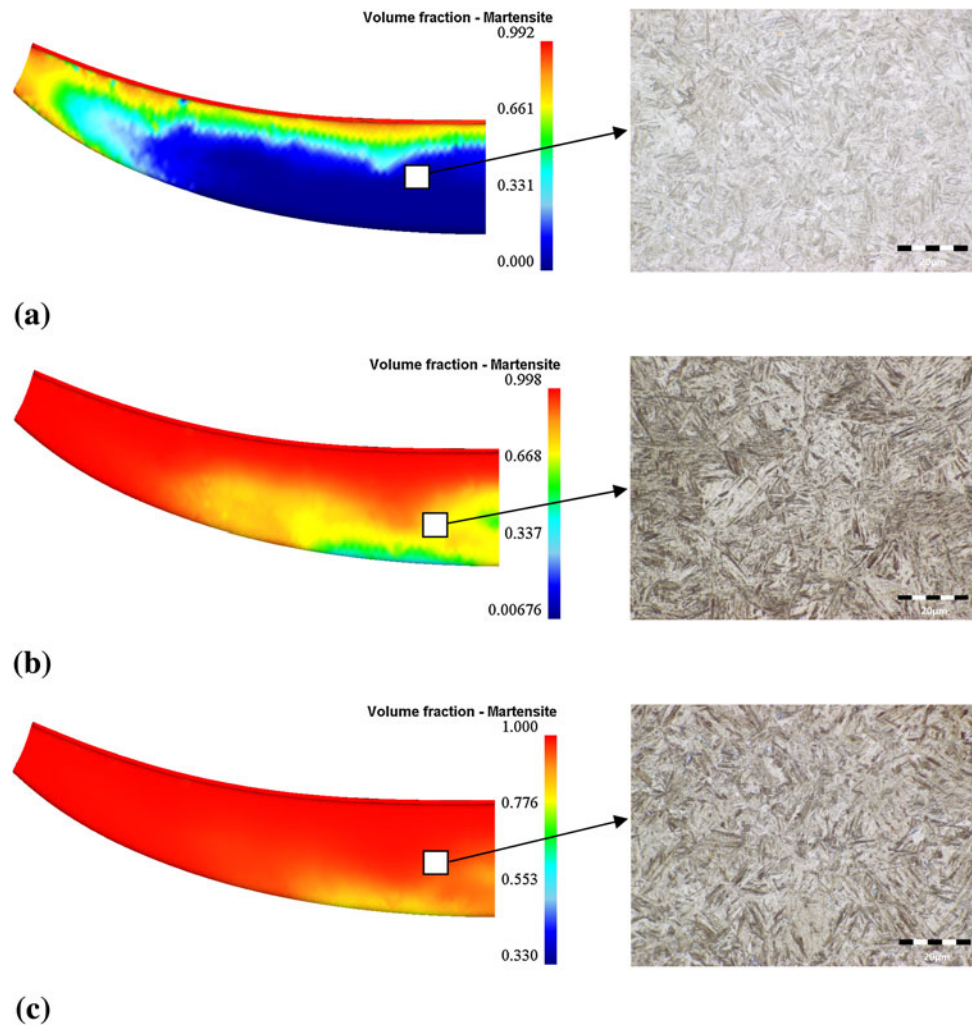 Volume fraction - Martensite
0.992
0.661
0.331
0.000
20µm
(a)
Volume fraction - Martensite
0.998
0.668
0.337
0.00676
20µm
(b)
Volume fraction - Martensite
1.000
0.776
0.553
0.330
20µm
(c)